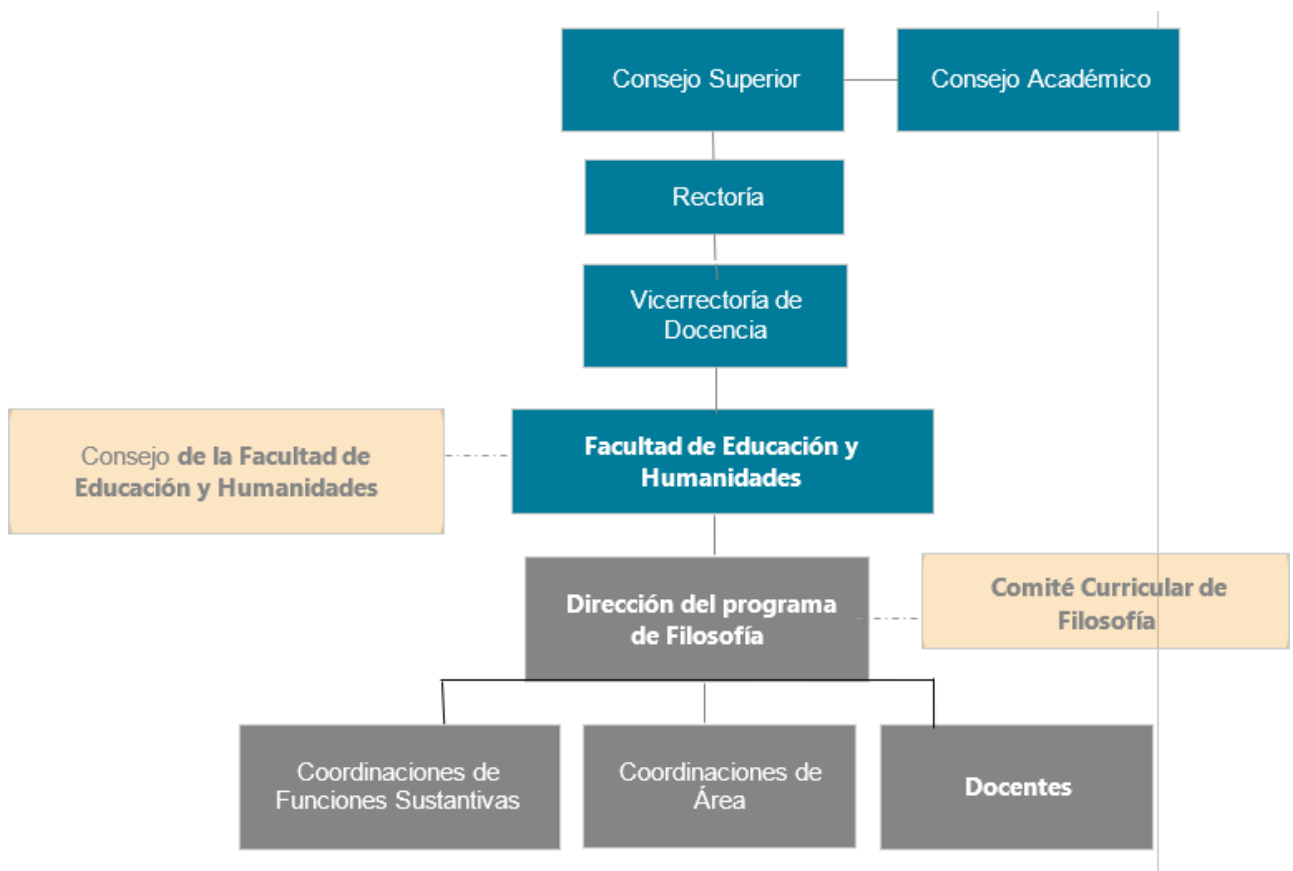 Consejo Superior
Consejo Académico
Rectoría
Vicerrectoría de
Docencia
Facultad de Educación y
Humanidades
Consejo de la Facultad de
Educación y Humanidades
Dirección del programa
de Filosofía
Comité Curricular de
Filosofía
Coordinaciones de
Funciones Sustantivas
Coordinaciones de
Área
Docentes